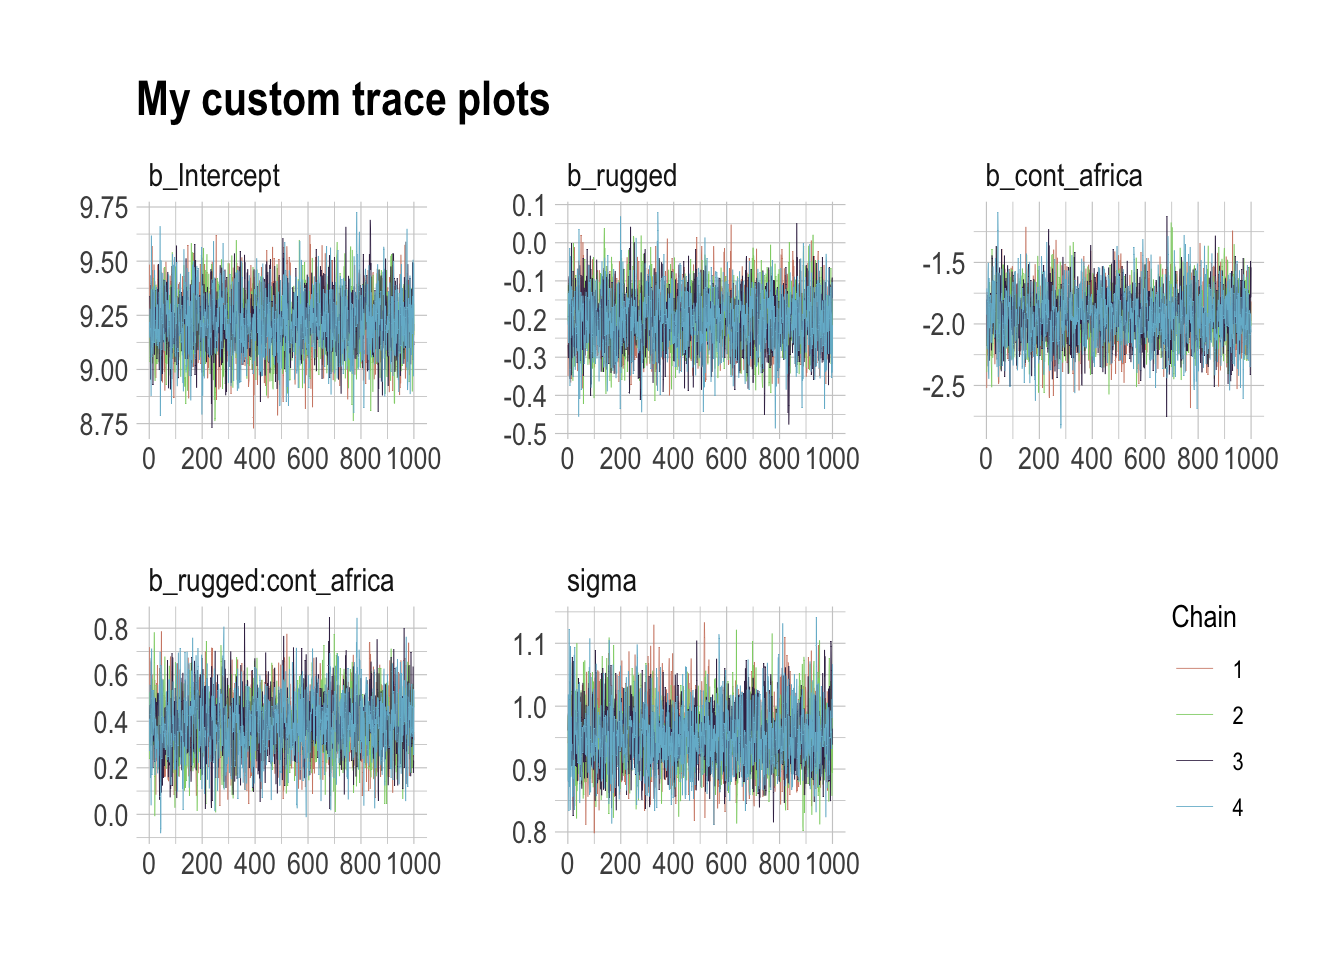 My custom trace plots
b_Intercept
9.75
9.50
9.25
9.00
8.75
0 200 400 600 800 1000
b_rugged
0.1
0.0
-0.1
-0.2
-0.3
-0.4
-0.5
0 200 400 600 800 1000
b_cont_africa
-1.5
-2.0
-2.5
0 200 400 600 800 1000
b_rugged:cont_africa
0.8
0.6
0.4
0.2
0.0
0 200 400 600 800 1000
sigma
1.1
1.0
0.9
0.8
0 200 400 600 800 1000
Chain
1
2
3
4